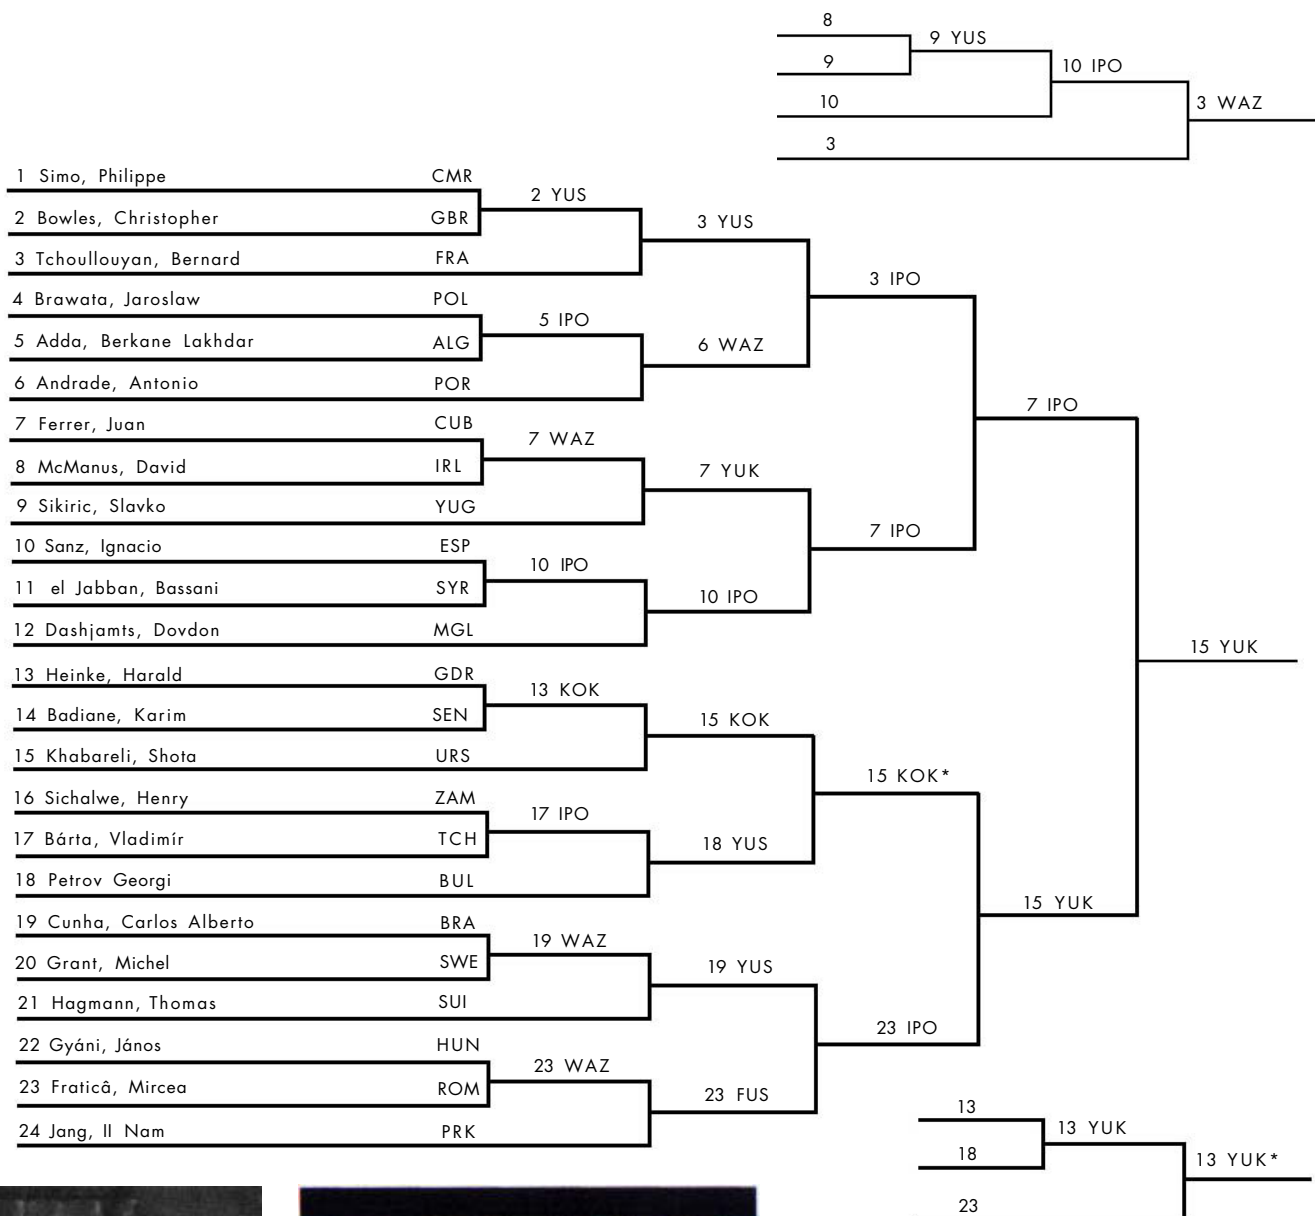 8
9 YUS
9
10 IPO
10
3 WAZ
3
1 Simo, Philippe CMR
2 YUS
2 Bowles, Christopher GBR
3 YUS
3 Tchoullouyan, Bernard FRA
3 IPO
4 Brawata, Jaroslaw POL
5 IPO
5 Adda, Berkane Lakhdar ALG
6 WAZ
6 Andrade, Antonio POR
7 IPO
7 Ferrer, Juan CUB
7 WAZ
8 McManus, David IRL
7 YUK
9 Sikiric, Slavko YUG
7 IPO
10 Sanz, Ignacio ESP
10 IPO
11 el Jabban, Bassani SYR
10 IPO
12 Dashjamts, Dovdon MGL
15 YUK
13 Heinke, Harald GDR
13 KOK
14 Badiane, Karim SEN
15 KOK
15 Khabareli, Shota URS
15 KOK*
16 Sichalwe, Henry ZAM
17 IPO
17 Bárta, Vladimír TCH
18 YUS
18 Petrov Georgi BUL
15 YUK
19 Cunha, Carlos Alberto BRA
19 WAZ
20 Grant, Michel SWE
19 YUS
21 Hagmann, Thomas SUI
23 IPO
22 Gyáni, János HUN
23 WAZ
23 Fraticâ, Mircea ROM
23 FUS
24 Jang, Il Nam PRK
13
13 YUK
18
13 YUK*
23